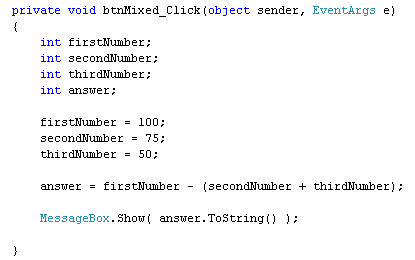 private void btnMixed_Click(object sender, EventArgs e)
{
    int firstNumber;
    int secondNumber;
    int thirdNumber;
    int answer;

    firstNumber = 100;
    secondNumber = 75;
    thirdNumber = 50;

    answer = firstNumber - (secondNumber + thirdNumber);

    MessageBox.Show( answer.ToString() );

}